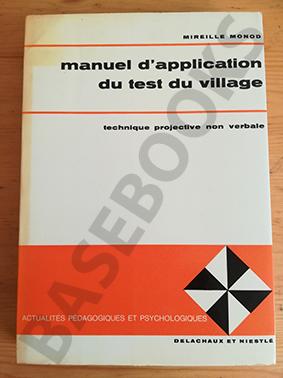 MIREILLE MONOD
manuel d'application
du test du village
technique projective non verbale
ACTUALITÉS PÉDAGOGIQUES ET PSYCHOLOGIQUES
DELACHAUX ET NIESTLÉ
BASEBOOKS